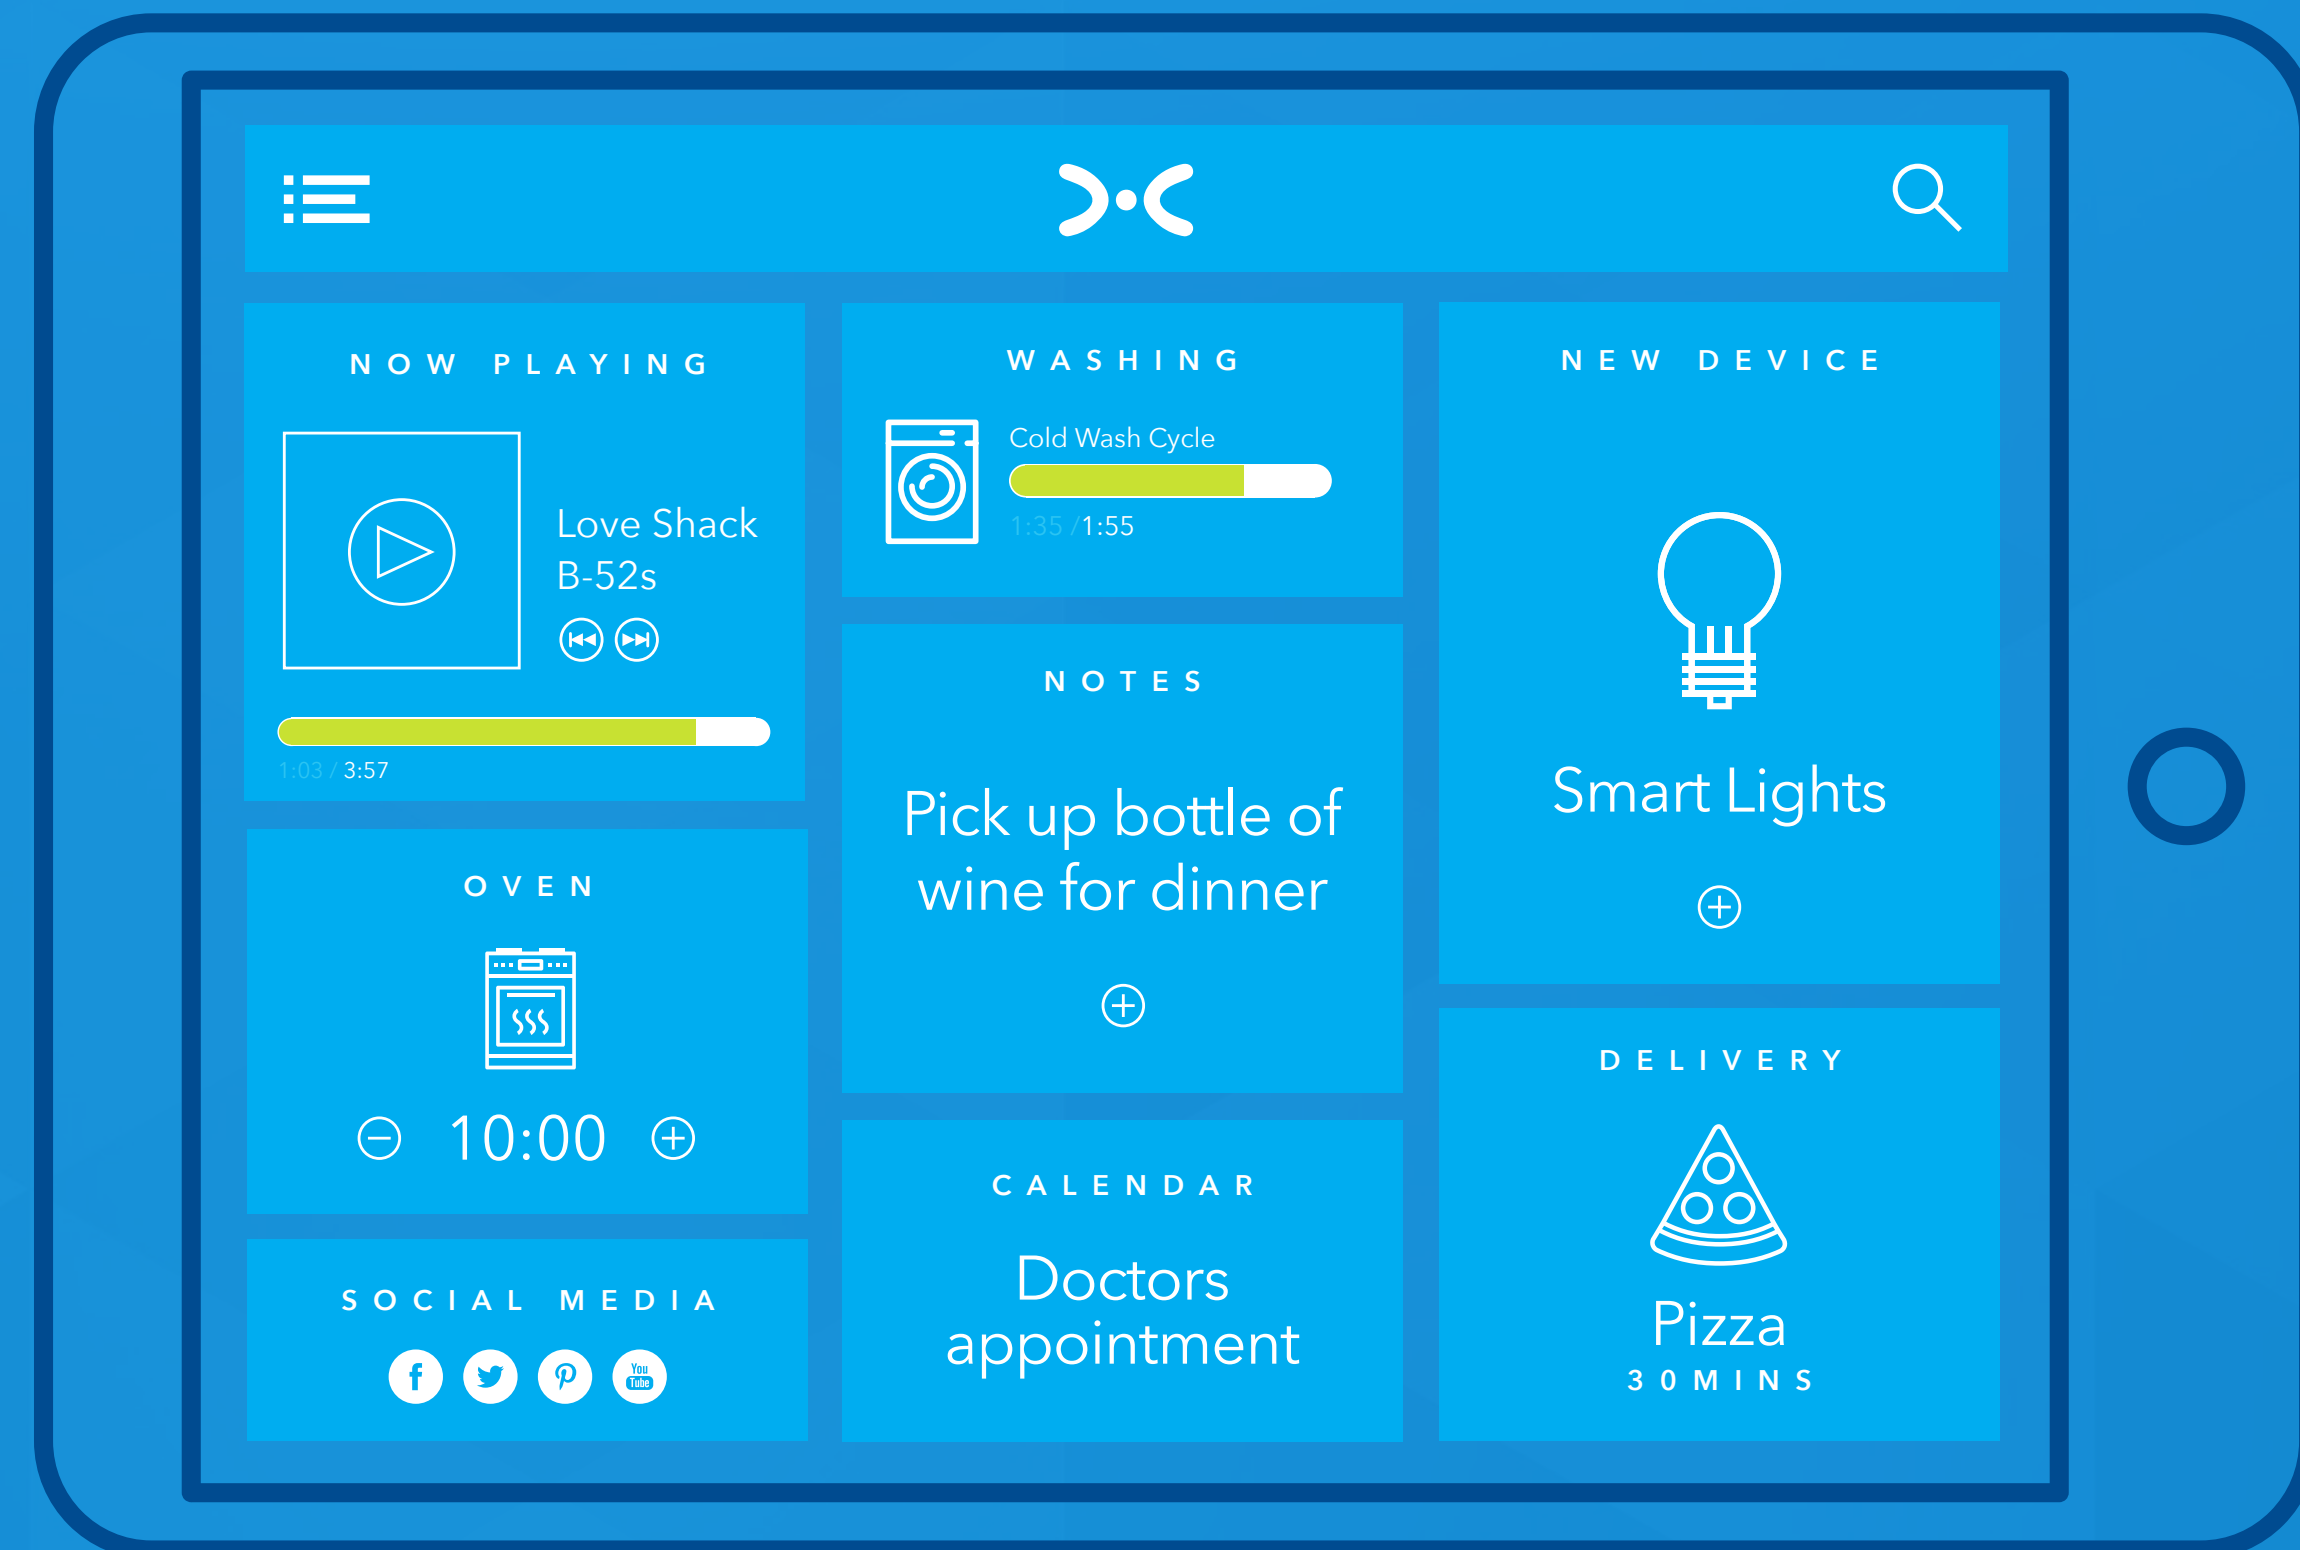 NOW PLAYING
Love Shack
B-52s
1:03 / 3:57
OVEN
10:00
SOCIAL MEDIA
f
You
Tube
WASHING
Cold Wash Cycle
1:35 /1:55
NOTES
Pick up bottle of
wine for dinner
CALENDAR
Doctors
appointment
NEW DEVICE
Smart Lights
DELIVERY
Pizza
30MINS